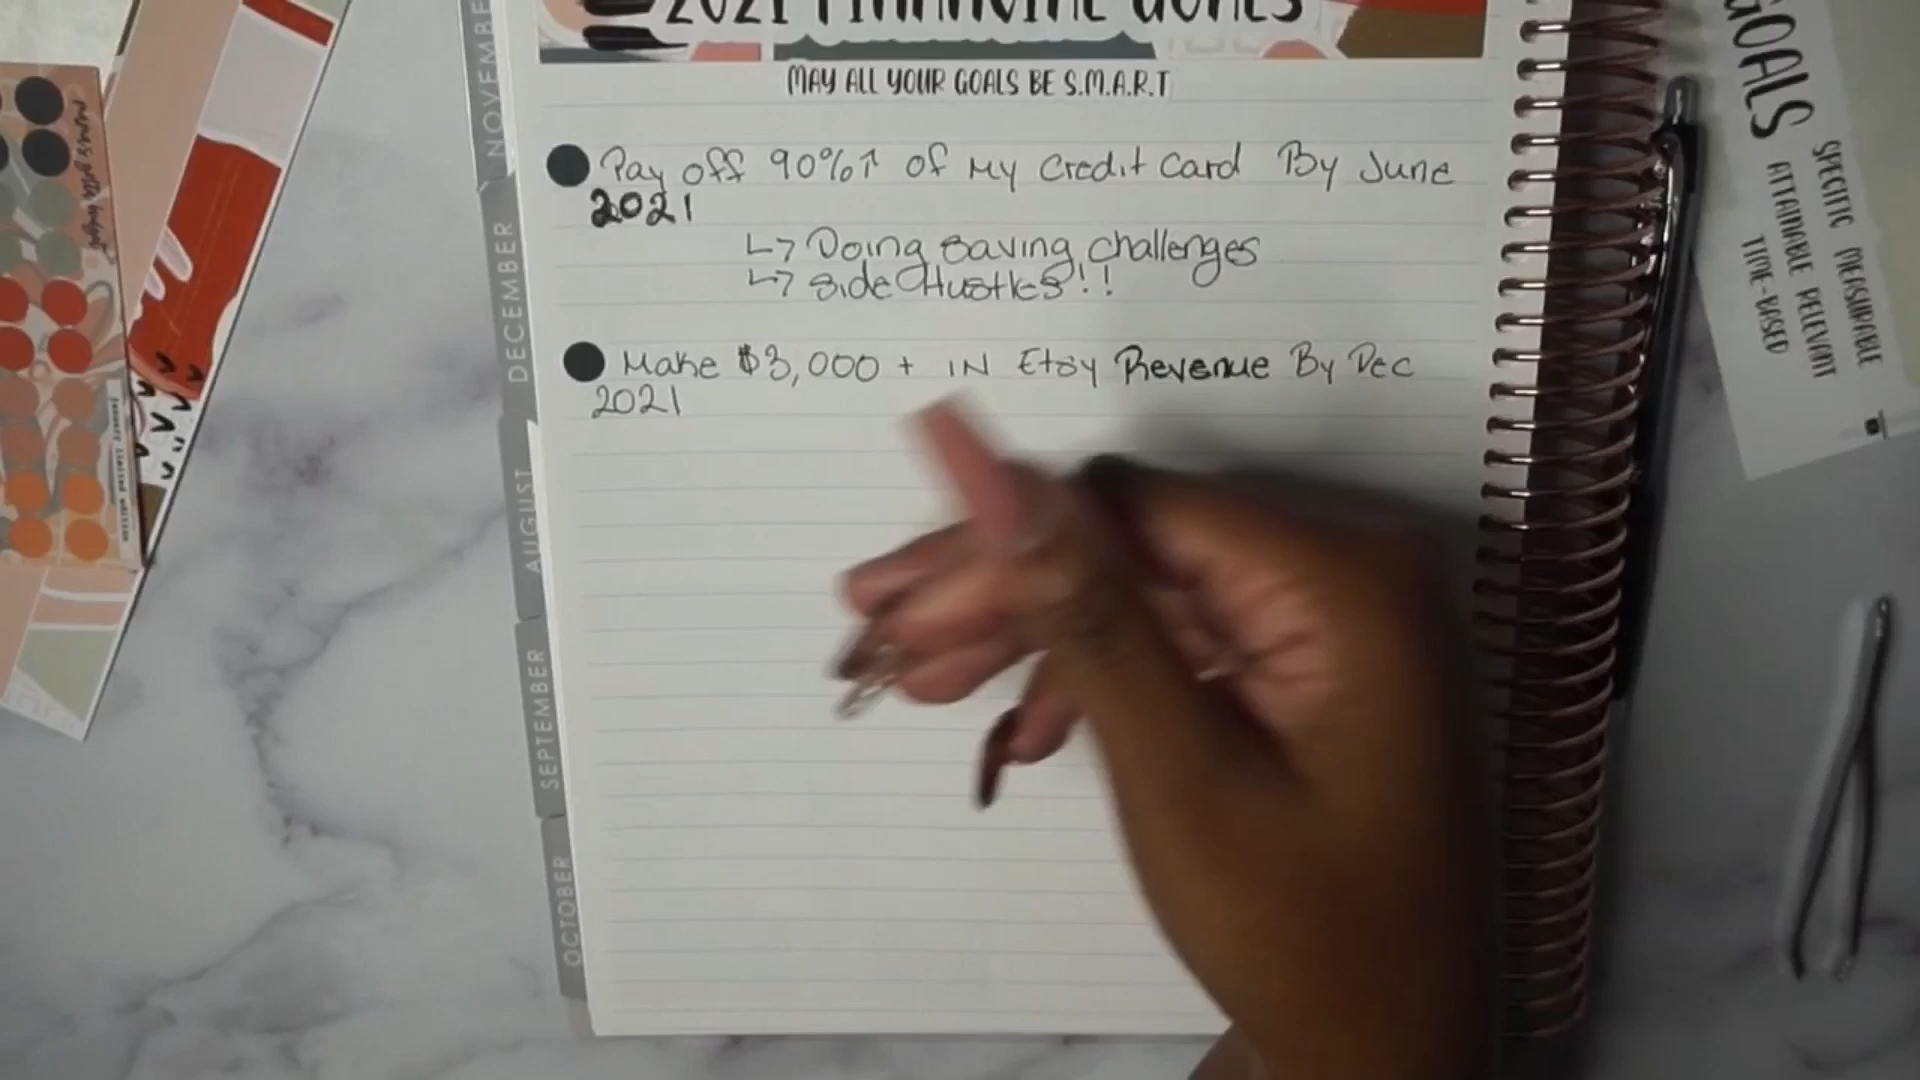 2021 FINANCIAL GOALS
MAY ALL YOUR GOALS BE S.M.A.R.T
Pay off 90%↑ of My Credit Card By June
2021
↳ Doing Saving Challenges
↳ Side Hustles!!
Make $3,000 + IN Etsy Revenue By Dec
2021
NOVEMBER
DECEMBER
AUGUST
SEPTEMBER
OCTOBER
GOALS
SPECIFIC MEASURABLE
ATTAINABLE RELEVANT
TIME-BASED